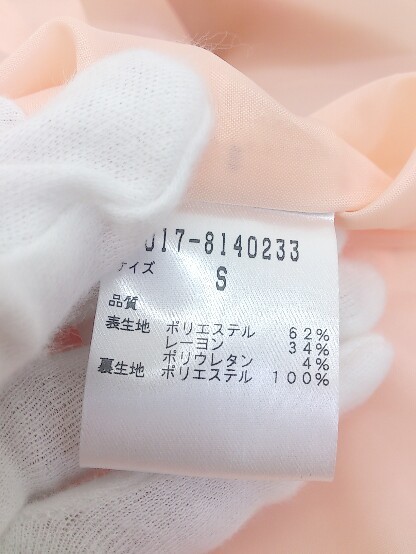 017-8140233
サイズ S
品質
表生地 ポリエステル 62%
レーヨン 34%
ポリウレタン 4%
裏生地 ポリエステル 100%